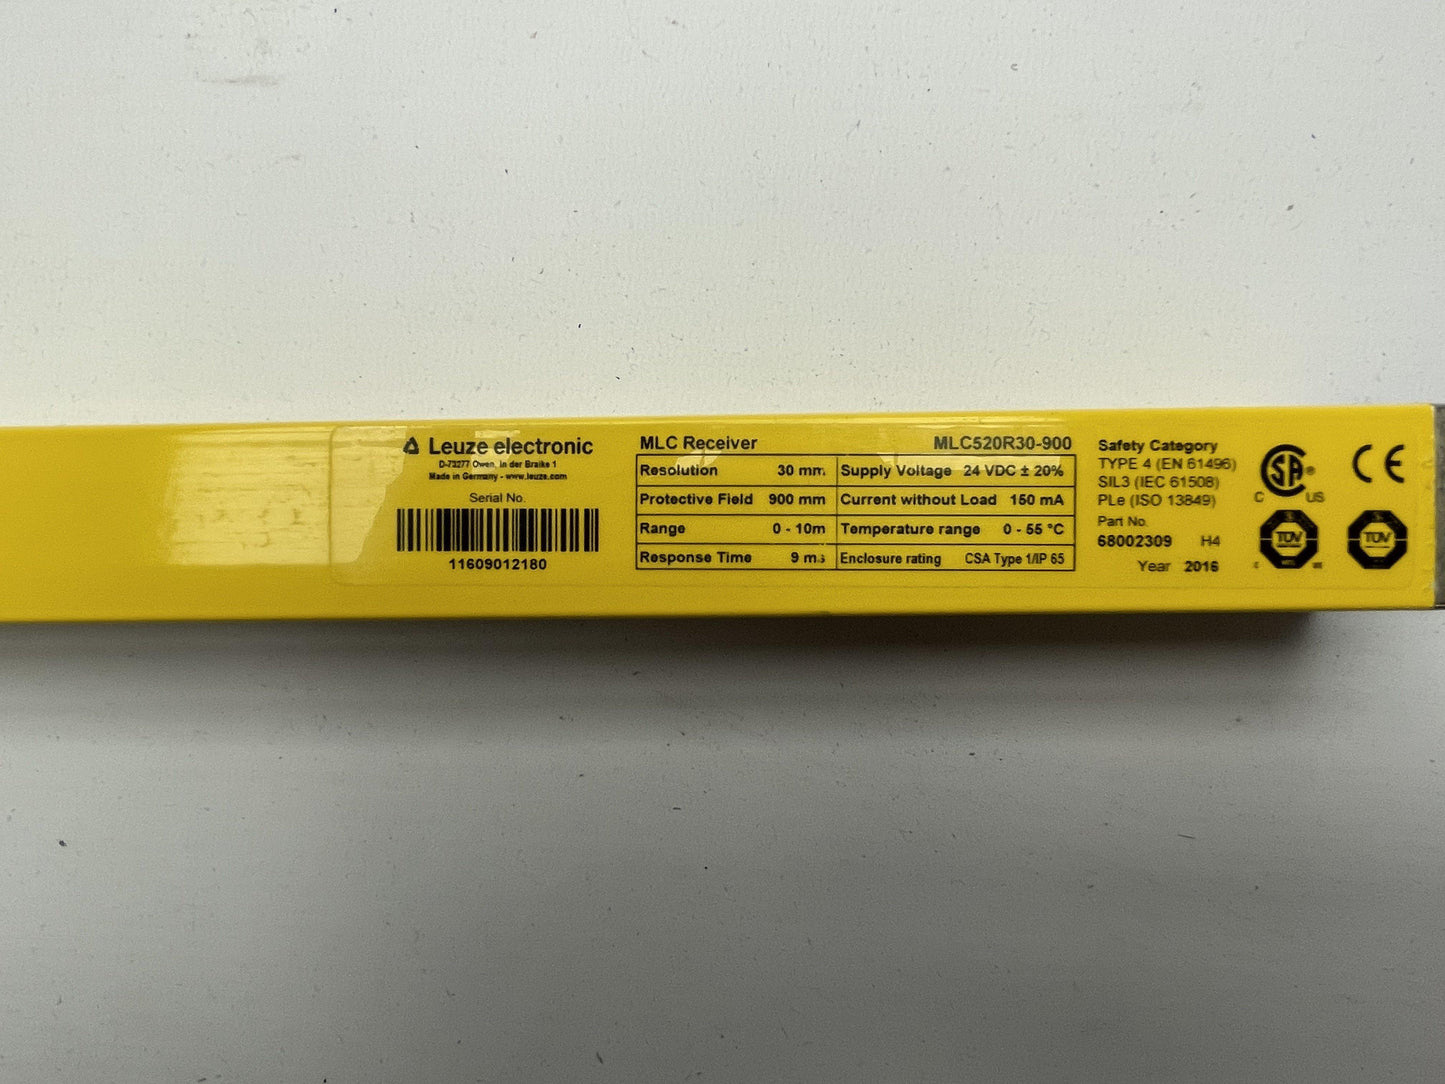 Leuze electronic
D-73277 Owen, In der Braike 1
Made in Germany - www.leuze.com
Serial No.
11609012180
MLC Receiver MLC520R30-900
Resolution 30 mm Supply Voltage 24 VDC ± 20%
Protective Field 900 mm Current without Load 150 mA
Range 0 - 10m Temperature range 0 - 55 °C
Response Time 9 ms Enclosure rating CSA Type 1/IP 65
Safety Category
TYPE 4 (EN 61496)
SIL3 (IEC 61508)
PLe (ISO 13849)
Part No.
68002309 H4
Year 2016
SA
C US
CE
TÜV
TÜV